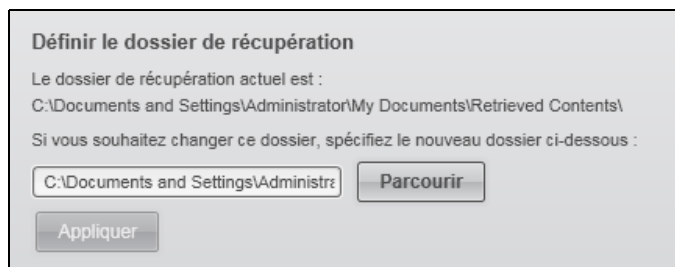 Définir le dossier de récupération
Le dossier de récupération actuel est :
C:\Documents and Settings\Administrator\My Documents\Retrieved Contents\
Si vous souhaitez changer ce dossier, spécifiez le nouveau dossier ci-dessous :
C:\Documents and Settings\Administra Parcourir
Appliquer